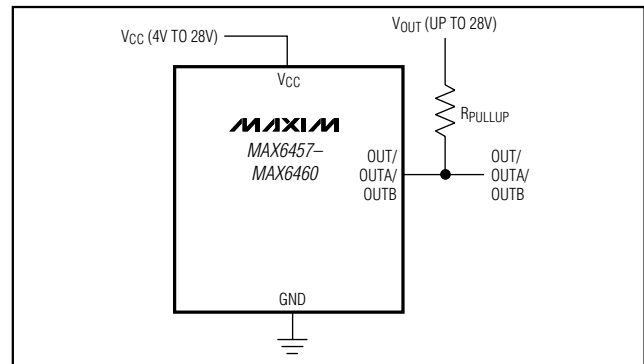 VCC (4V TO 28V)
VOUT (UP TO 28V)
VCC
RPULLUP
MAXIM
MAX6457–
MAX6460
OUT/
OUTA/
OUTB
OUT/
OUTA/
OUTB
GND